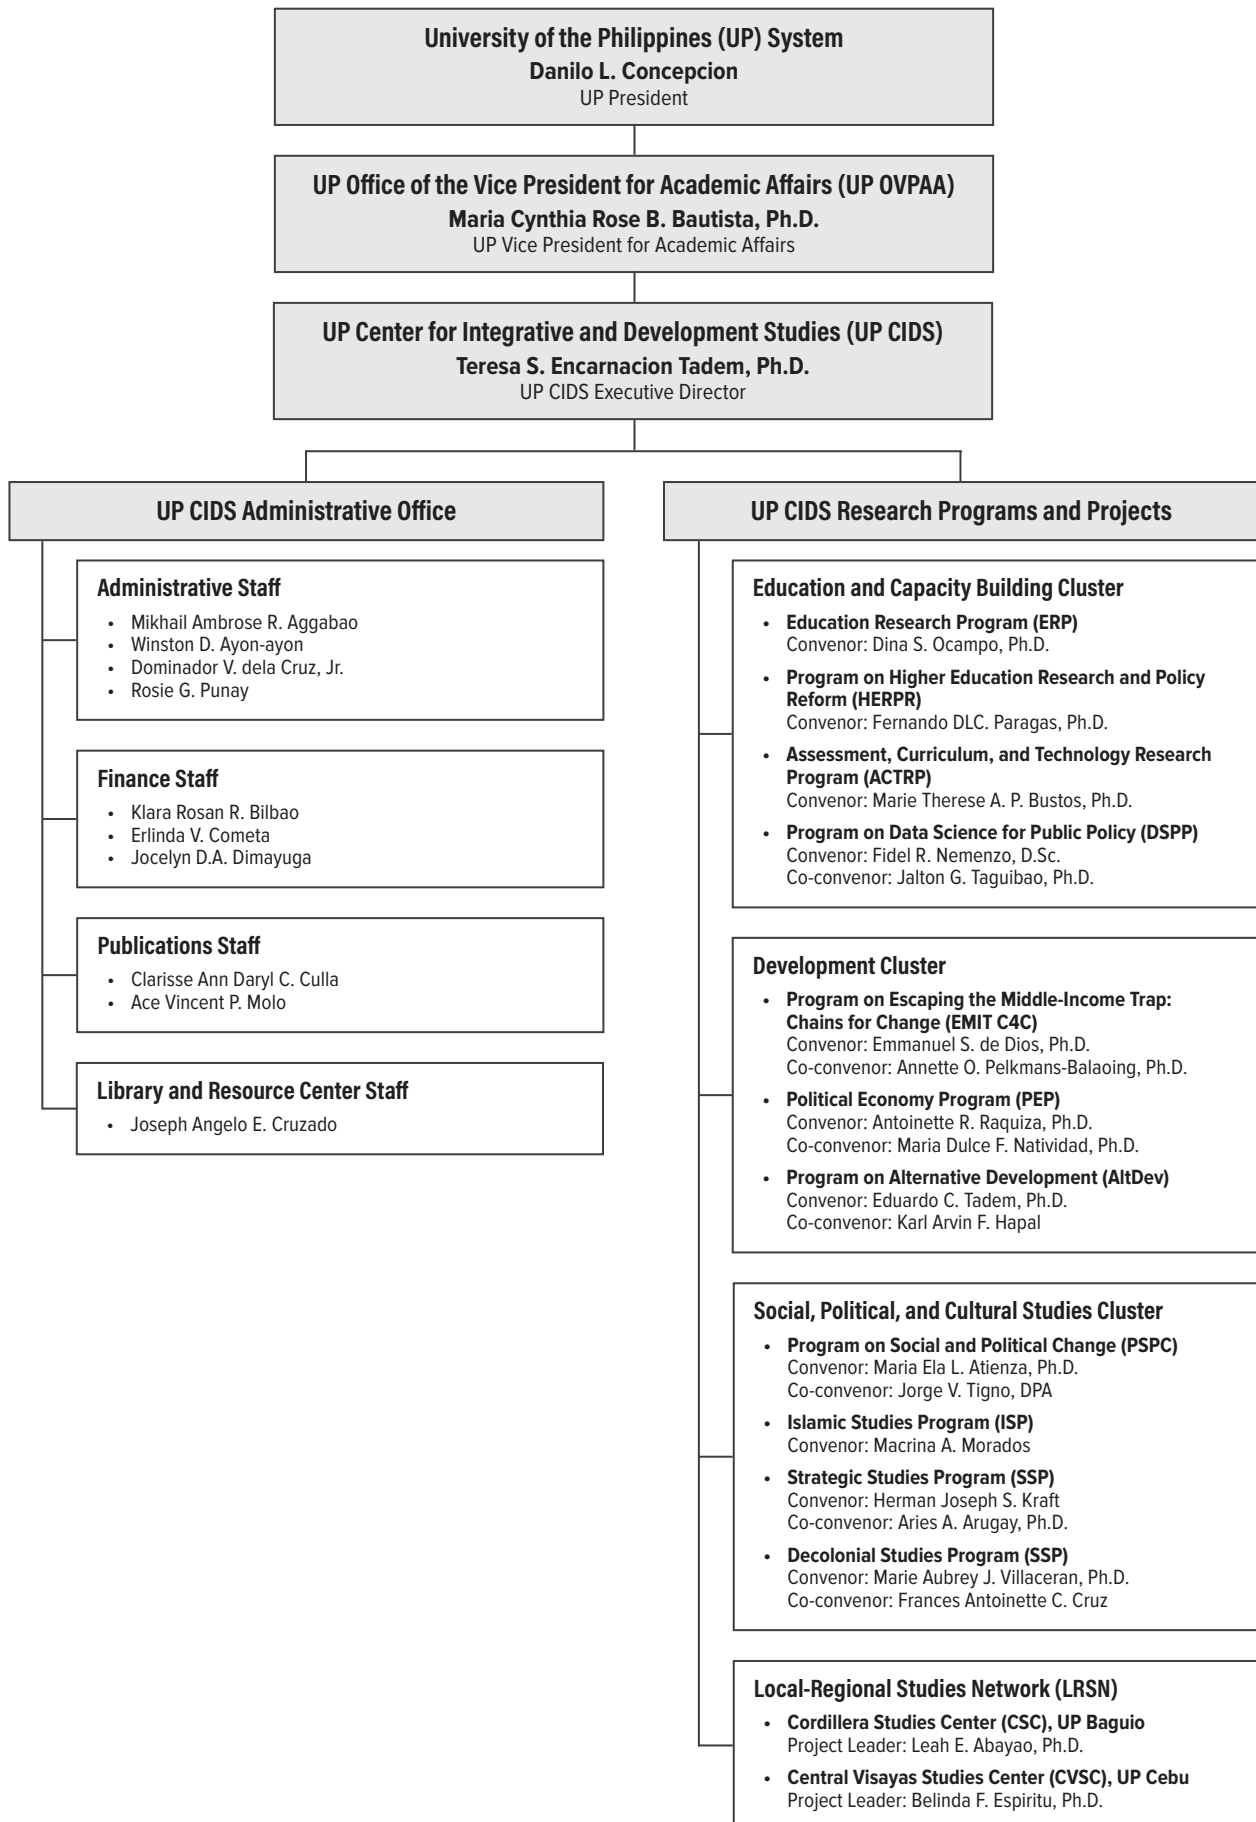 University of the Philippines (UP) System
Danilo L. Concepcion
UP President
UP Office of the Vice President for Academic Affairs (UP OVPAA)
Maria Cynthia Rose B. Bautista, Ph.D.
UP Vice President for Academic Affairs
UP Center for Integrative and Development Studies (UP CIDS)
Teresa S. Encarnacion Tadem, Ph.D.
UP CIDS Executive Director
UP CIDS Administrative Office
Administrative Staff
• Mikhail Ambrose R. Aggabao
• Winston D. Ayon-ayon
• Dominador V. dela Cruz, Jr.
• Rosie G. Punay
Finance Staff
• Klara Rosan R. Bilbao
• Erlinda V. Cometa
• Jocelyn D.A. Dimayuga
Publications Staff
• Clarisse Ann Daryl C. Culla
• Ace Vincent P. Molo
Library and Resource Center Staff
• Joseph Angelo E. Cruzado
UP CIDS Research Programs and Projects
Education and Capacity Building Cluster
• Education Research Program (ERP)
Convenor: Dina S. Ocampo, Ph.D.
• Program on Higher Education Research and Policy
Reform (HERPR)
Convenor: Fernando DLC. Paragas, Ph.D.
• Assessment, Curriculum, and Technology Research
Program (ACTRP)
Convenor: Marie Therese A. P. Bustos, Ph.D.
• Program on Data Science for Public Policy (DSPP)
Convenor: Fidel R. Nemenzo, D.Sc.
Co-convenor: Jalton G. Taguibao, Ph.D.
Development Cluster
• Program on Escaping the Middle-Income Trap:
Chains for Change (EMIT C4C)
Convenor: Emmanuel S. de Dios, Ph.D.
Co-convenor: Annette O. Pelkmans-Balaoing, Ph.D.
• Political Economy Program (PEP)
Convenor: Antoinette R. Raquiza, Ph.D.
Co-convenor: Maria Dulce F. Natividad, Ph.D.
• Program on Alternative Development (AltDev)
Convenor: Eduardo C. Tadem, Ph.D.
Co-convenor: Karl Arvin F. Hapal
Social, Political, and Cultural Studies Cluster
• Program on Social and Political Change (PSPC)
Convenor: Maria Ela L. Atienza, Ph.D.
Co-convenor: Jorge V. Tigno, DPA
• Islamic Studies Program (ISP)
Convenor: Macrina A. Morados
• Strategic Studies Program (SSP)
Convenor: Herman Joseph S. Kraft
Co-convenor: Aries A. Arugay, Ph.D.
• Decolonial Studies Program (SSP)
Convenor: Marie Aubrey J. Villaceran, Ph.D.
Co-convenor: Frances Antoinette C. Cruz
Local-Regional Studies Network (LRSN)
• Cordillera Studies Center (CSC), UP Baguio
Project Leader: Leah E. Abayao, Ph.D.
• Central Visayas Studies Center (CVSC), UP Cebu
Project Leader: Belinda F. Espiritu, Ph.D.